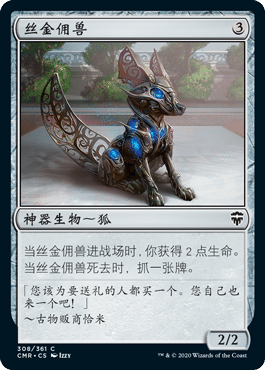 丝金佣兽 3
神器生物～狐
当丝金佣兽进战场时,你获得2点生命。
当丝金佣兽死去时,抓一张牌。
「您该为要送礼的人都买一个。您自己也
来一个吧!」
～古物贩商恰米
2/2
308/361 C
CMR • CS Izzy
™ & © 2020 Wizards of the Coast